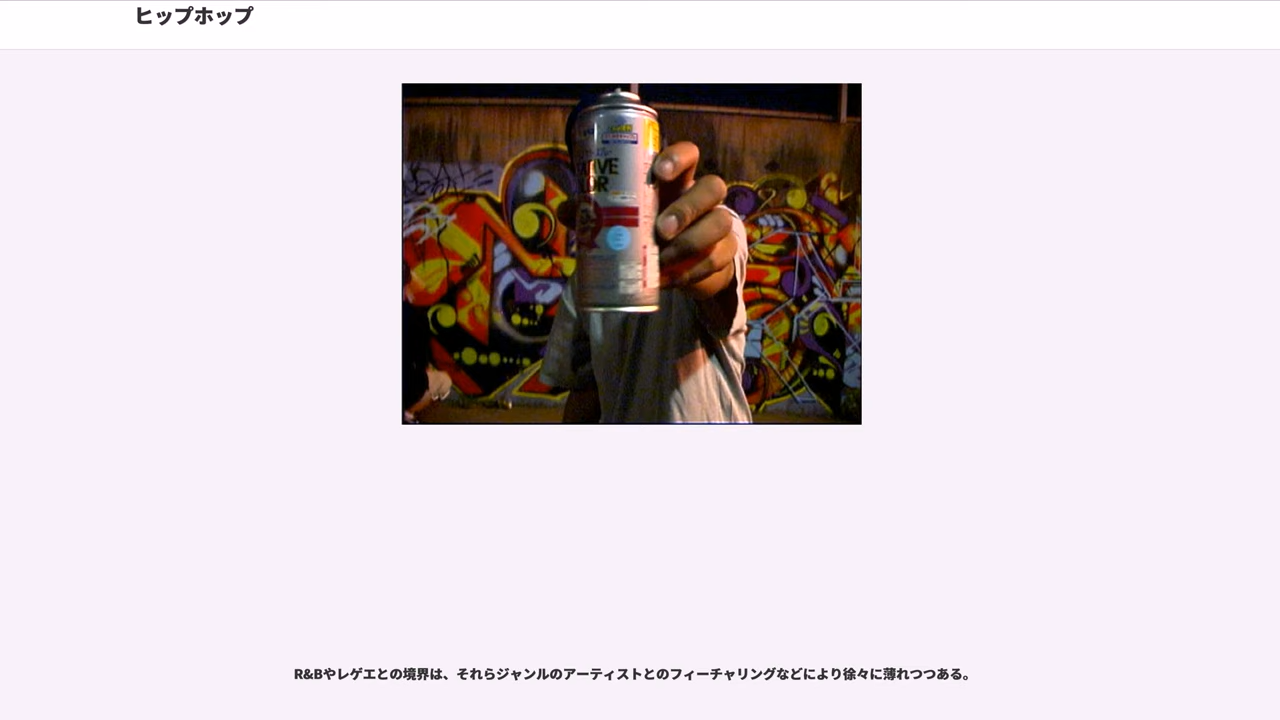 ヒップホップ
R&Bやレゲエとの境界は、それらジャンルのアーティストとのフィーチャリングなどにより徐々に薄れつつある。